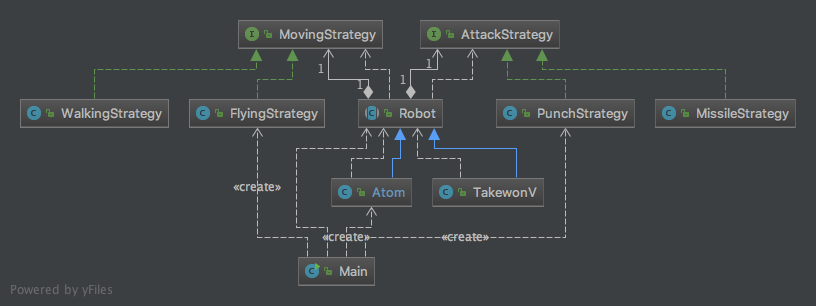 I MovingStrategy
I AttackStrategy
1
1
1
1
C WalkingStrategy
C FlyingStrategy
C Robot
C PunchStrategy
C MissileStrategy
C Atom
C TakewonV
«create»
«create»
«create»
C Main
Powered by yFiles